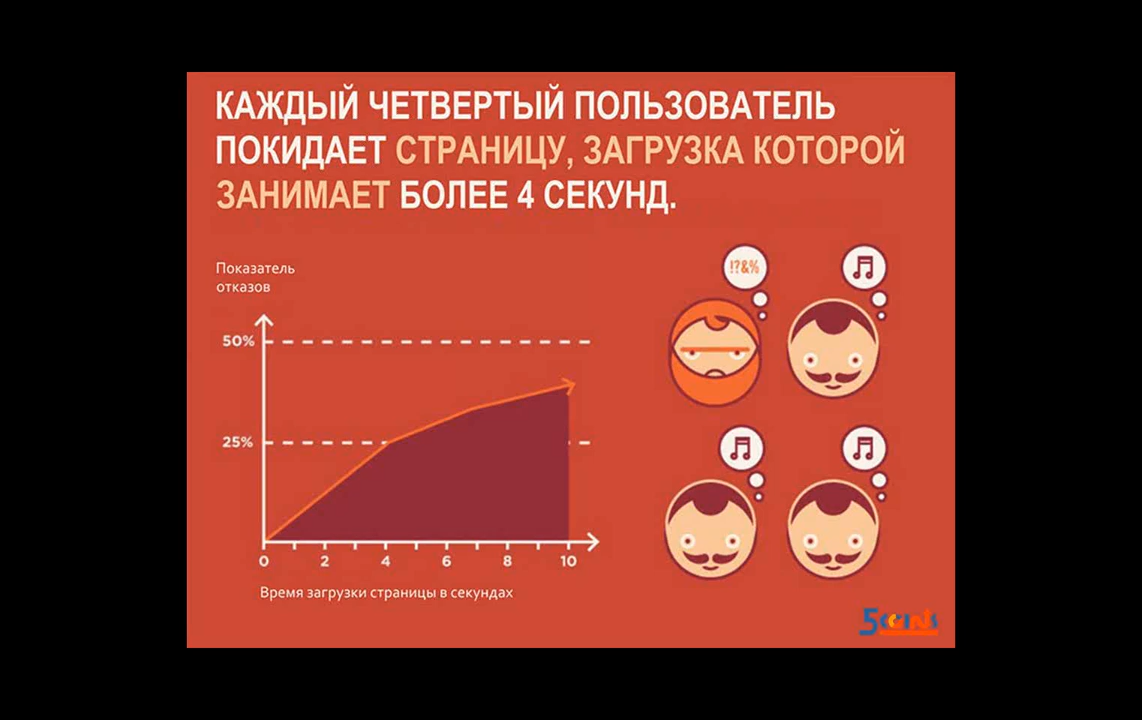 КАЖДЫЙ ЧЕТВЕРТЫЙ ПОЛЬЗОВАТЕЛЬ
ПОКИДАЕТ СТРАНИЦУ, ЗАГРУЗКА КОТОРОЙ
ЗАНИМАЕТ БОЛЕЕ 4 СЕКУНД.
Показатель
отказов
!?&%
50%
25%
0 2 4 6 8 10
Время загрузки страницы в секундах